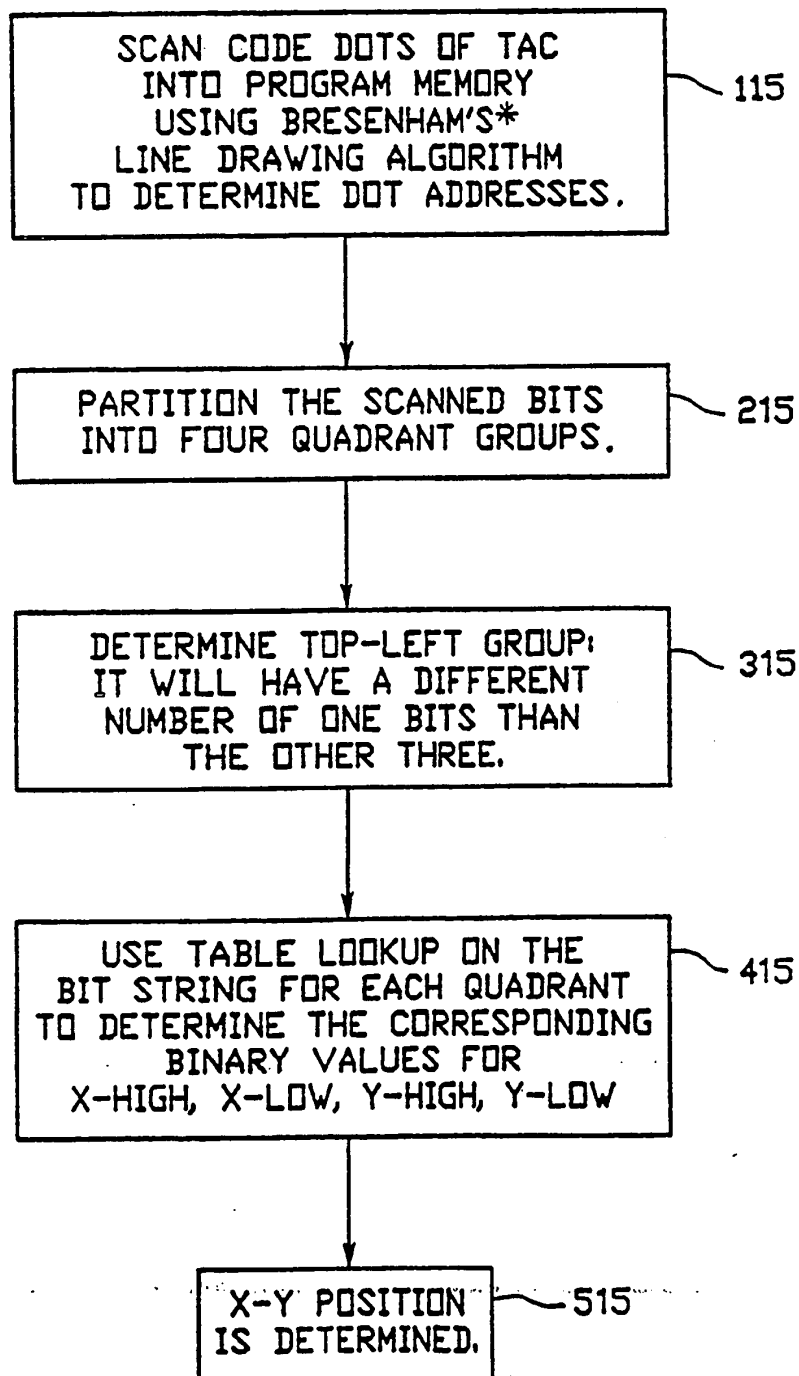 SCAN CODE DOTS OF TAC
INTO PROGRAM MEMORY
USING BRESENHAM'S*
LINE DRAWING ALGORITHM
TO DETERMINE DOT ADDRESSES.
115
PARTITION THE SCANNED BITS
INTO FOUR QUADRANT GROUPS.
215
DETERMINE TOP-LEFT GROUP;
IT WILL HAVE A DIFFERENT
NUMBER OF ONE BITS THAN
THE OTHER THREE.
315
USE TABLE LOOKUP ON THE
BIT STRING FOR EACH QUADRANT
TO DETERMINE THE CORRESPONDING
BINARY VALUES FOR
X-HIGH, X-LOW, Y-HIGH, Y-LOW
415
X-Y POSITION
IS DETERMINED.
515